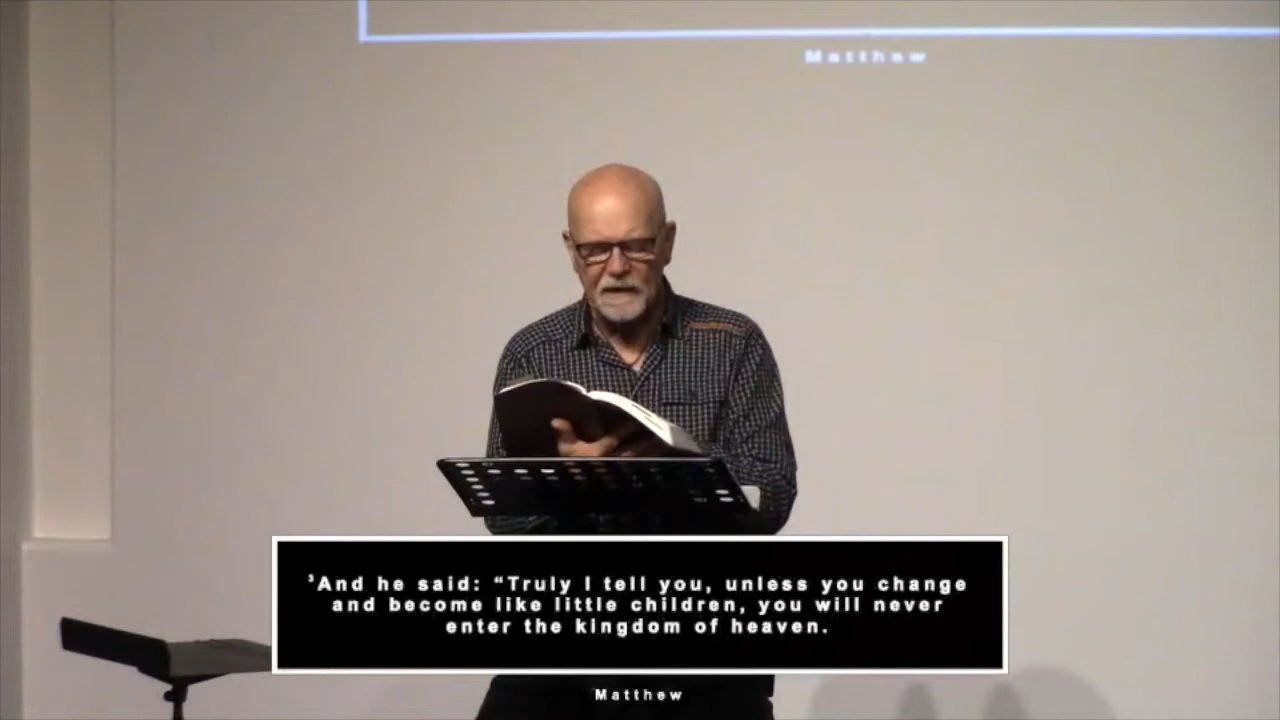 Matthew
³And he said: “Truly I tell you, unless you change
and become like little children, you will never
enter the kingdom of heaven.
Matthew